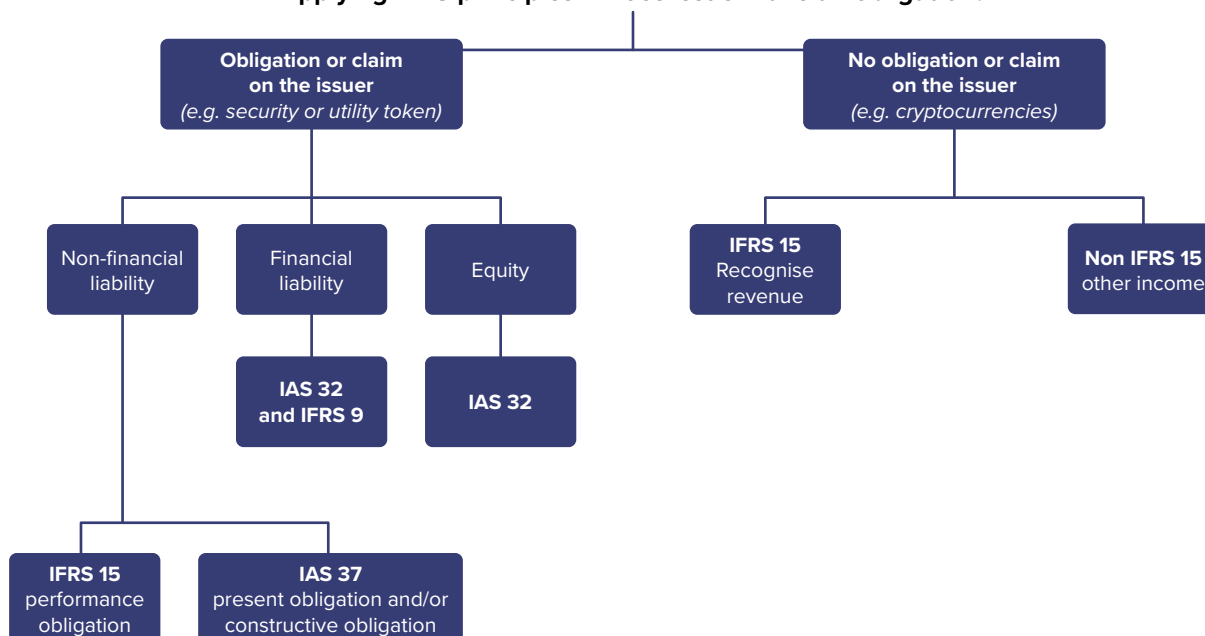 Obligation or claim
on the issuer
(e.g. security or utility token)
No obligation or claim
on the issuer
(e.g. cryptocurrencies)
Non-financial
liability
Financial
liability
Equity
IFRS 15
Recognise
revenue
Non IFRS 15
other income
IAS 32
and IFRS 9
IAS 32
IFRS 15
performance
obligation
IAS 37
present obligation and/or
constructive obligation